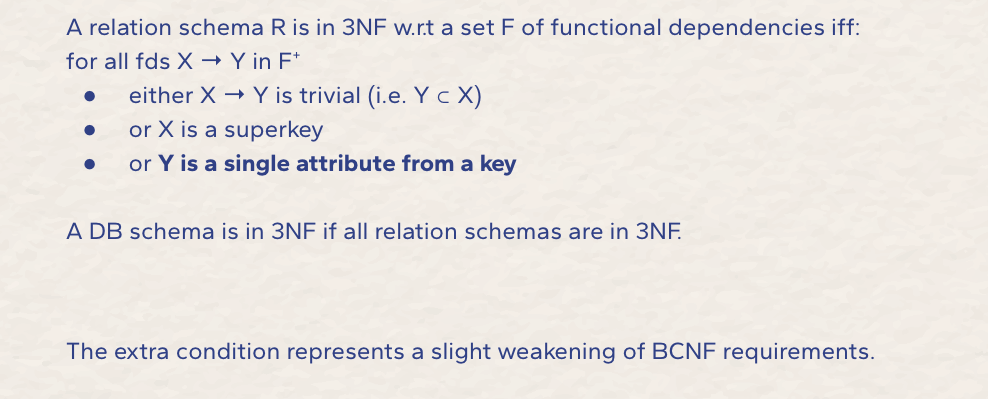 A relation schema R is in 3NF w.r.t a set F of functional dependencies iff:
for all fds X → Y in F⁺
● either X → Y is trivial (i.e. Y ⊂ X)
● or X is a superkey
● or Y is a single attribute from a key
A DB schema is in 3NF if all relation schemas are in 3NF.
The extra condition represents a slight weakening of BCNF requirements.